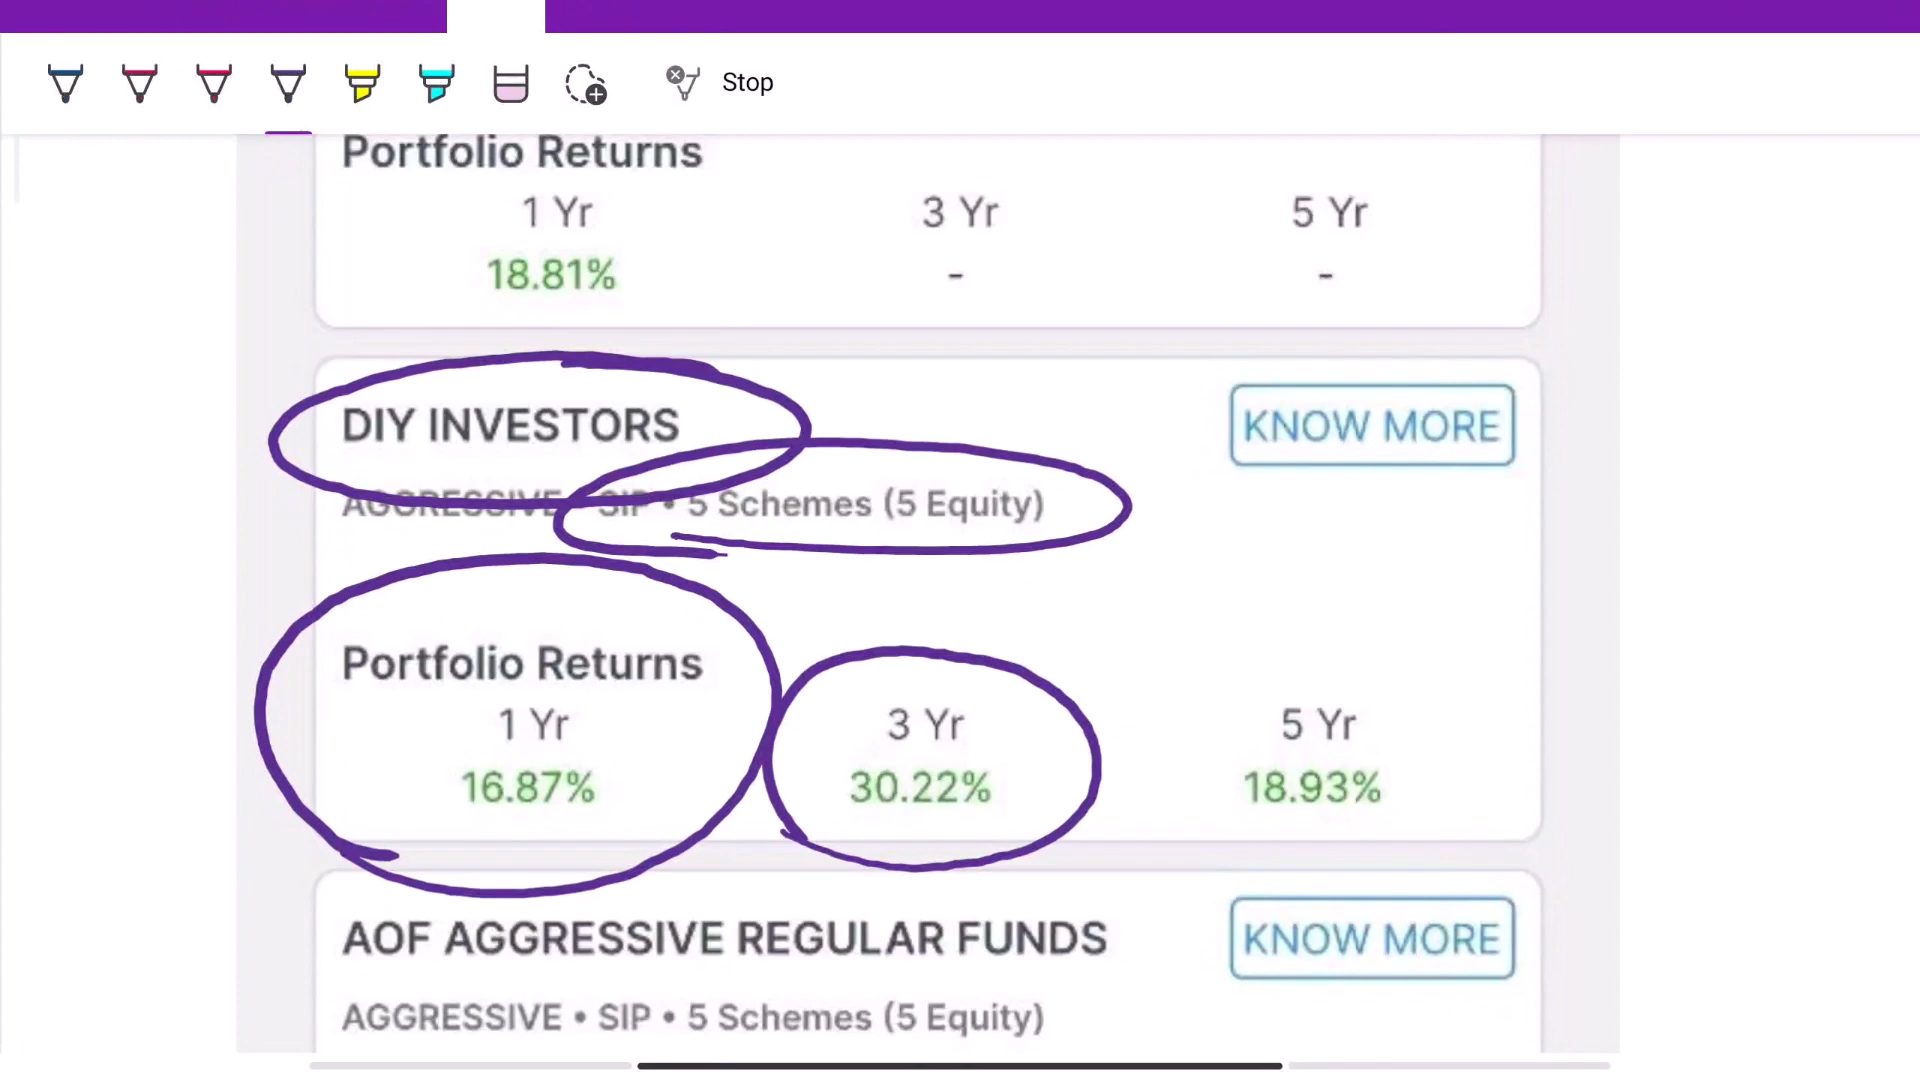 Stop
Portfolio Returns
1 Yr 3 Yr 5 Yr
18.81% - -
DIY INVESTORS KNOW MORE
AGGRESSIVE • SIP • 5 Schemes (5 Equity)
Portfolio Returns
1 Yr 3 Yr 5 Yr
16.87% 30.22% 18.93%
AOF AGGRESSIVE REGULAR FUNDS KNOW MORE
AGGRESSIVE • SIP • 5 Schemes (5 Equity)